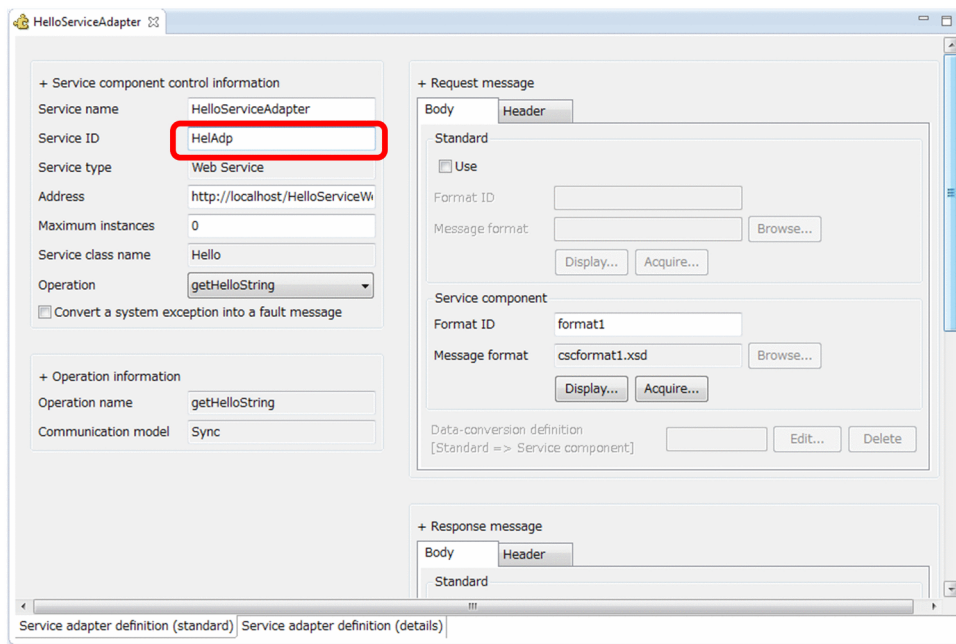 HelloServiceAdapter
+ Service component control information
Service name HelloServiceAdapter
Service ID HelAdp
Service type Web Service
Address http://localhost/HelloServiceWe
Maximum instances 0
Service class name Hello
Operation getHelloString
Convert a system exception into a fault message
+ Operation information
Operation name getHelloString
Communication model Sync
+ Request message
Body Header
Standard
Use
Format ID
Message format Browse...
Display... Acquire...
Service component
Format ID format1
Message format cscformat1.xsd Browse...
Display... Acquire...
Data-conversion definition
[Standard => Service component] Edit... Delete
+ Response message
Body Header
Standard
Service adapter definition (standard) Service adapter definition (details)